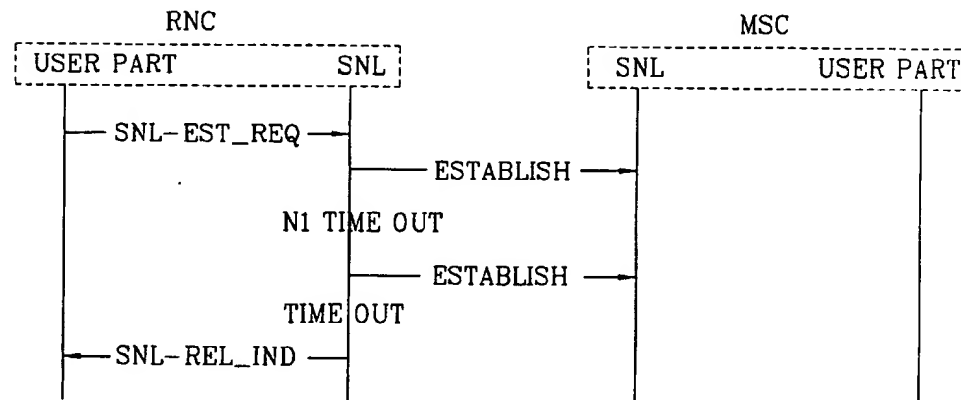 RNC
MSC
USER PART SNL
SNL USER PART
SNL-EST_REQ
ESTABLISH
N1 TIME OUT
ESTABLISH
TIME OUT
SNL-REL_IND